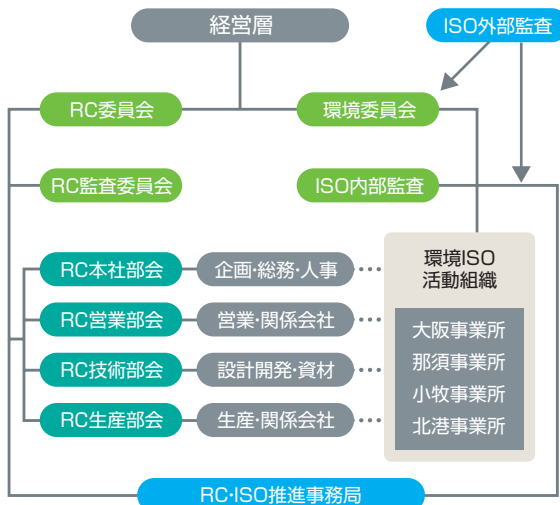 経営層
ISO外部監査
RC委員会
環境委員会
RC監査委員会
ISO内部監査
環境ISO
活動組織
RC本社部会
企画・総務・人事
RC営業部会
営業・関係会社
RC技術部会
設計開発・資材
RC生産部会
生産・関係会社
大阪事業所
那須事業所
小牧事業所
北港事業所
RC・ISO推進事務局